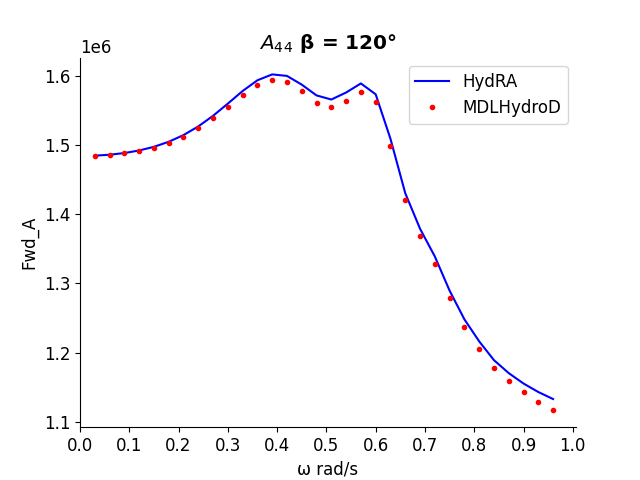 A₄₄ β = 120°
1e6
HydRA
MDLHydroD
1.6
1.5
1.4
1.3
1.2
1.1
Fwd_A
0.0 0.1 0.2 0.3 0.4 0.5 0.6 0.7 0.8 0.9 1.0
ω rad/s